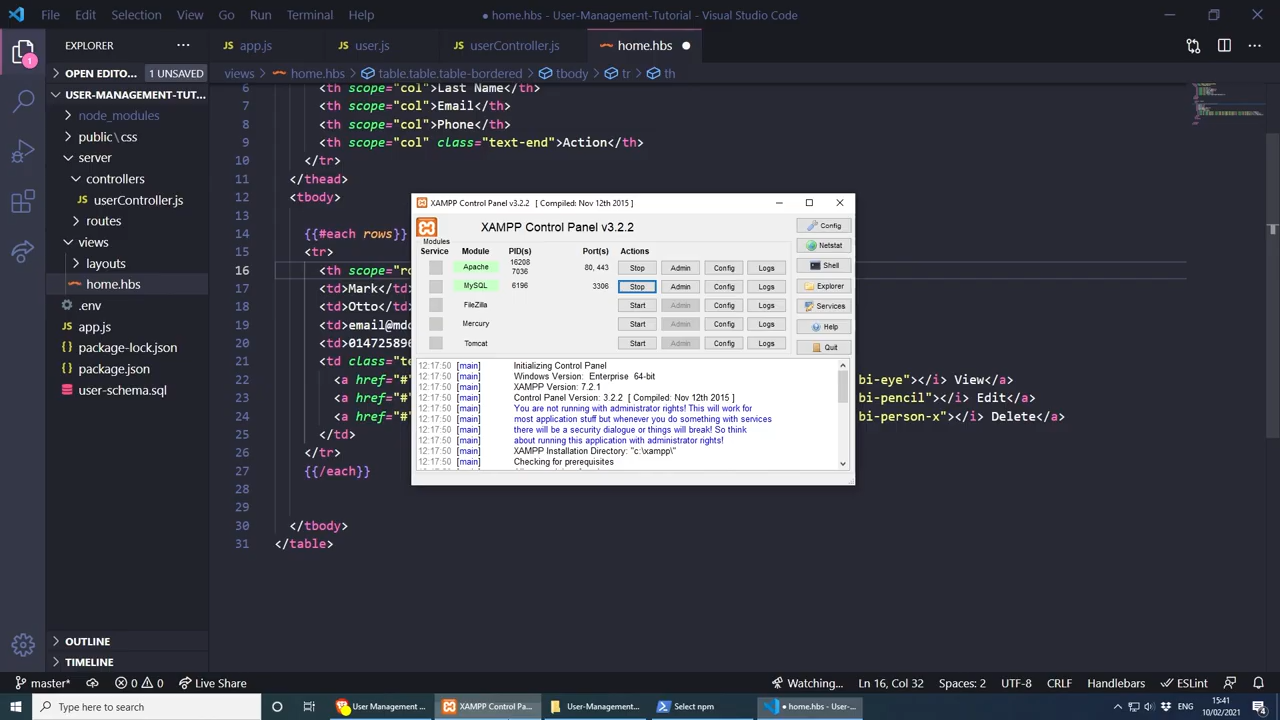 File Edit Selection View Go Run Terminal Help
● home.hbs - User-Management-Tutorial - Visual Studio Code
EXPLORER
JS app.js
JS user.js
JS userController.js
home.hbs ●
OPEN EDITO... 1 UNSAVED
views > home.hbs > table.table.table-bordered > tbody > tr > th
USER-MANAGEMENT-TUT...
node_modules
public\css
server
controllers
JS userController.js
routes
views
layouts
home.hbs
.env
JS app.js
{} package-lock.json
{} package.json
user-schema.sql
OUTLINE
TIMELINE
6 <th scope="col">Last Name</th>
7 <th scope="col">Email</th>
8 <th scope="col">Phone</th>
9 <th scope="col" class="text-end">Action</th>
10 </tr>
11 </thead>
12 <tbody>
13
14 {{#each rows}}
15 <tr>
16 <th scope="ro
17 <td>Mark
18 <td>Otto
19 <td>email@mdo
20 <td>014725896
21 <td class="te
22 <a href="#" bi-eye"></i> View</a>
23 <a href="#" bi-pencil"></i> Edit</a>
24 <a href="#" bi-person-x"></i> Delete</a>
25 </td>
26 </tr>
27 {{/each}}
28
29
30 </tbody>
31 </table>
XAMPP Control Panel v3.2.2 [ Compiled: Nov 12th 2015 ]
XAMPP Control Panel v3.2.2
Modules
Service Module PID(s) Port(s) Actions
Apache 16208 7036 80, 443 Stop Admin Config Logs
MySQL 6196 3306 Stop Admin Config Logs
FileZilla Start Admin Config Logs
Mercury Start Admin Config Logs
Tomcat Start Admin Config Logs
Config
Netstat
Shell
Explorer
Services
Help
Quit
12:17:50 [main] Initializing Control Panel
12:17:50 [main] Windows Version: Enterprise 64-bit
12:17:50 [main] XAMPP Version: 7.2.1
12:17:50 [main] Control Panel Version: 3.2.2 [ Compiled: Nov 12th 2015 ]
12:17:50 [main] You are not running with administrator rights! This will work for
12:17:50 [main] most application stuff but whenever you do something with services
12:17:50 [main] there will be a security dialogue or things will break! So think
12:17:50 [main] about running this application with administrator rights!
12:17:50 [main] XAMPP Installation Directory: "c:\xampp\"
12:17:50 [main] Checking for prerequisites
master* 0 0 Live Share
Watching... Ln 16, Col 32 Spaces: 2 UTF-8 CRLF Handlebars ESLint
Type here to search
User Management ...
XAMPP Control Pa...
User-Management-...
Select npm
● home.hbs - User-...
ENG
15:41
10/02/2021